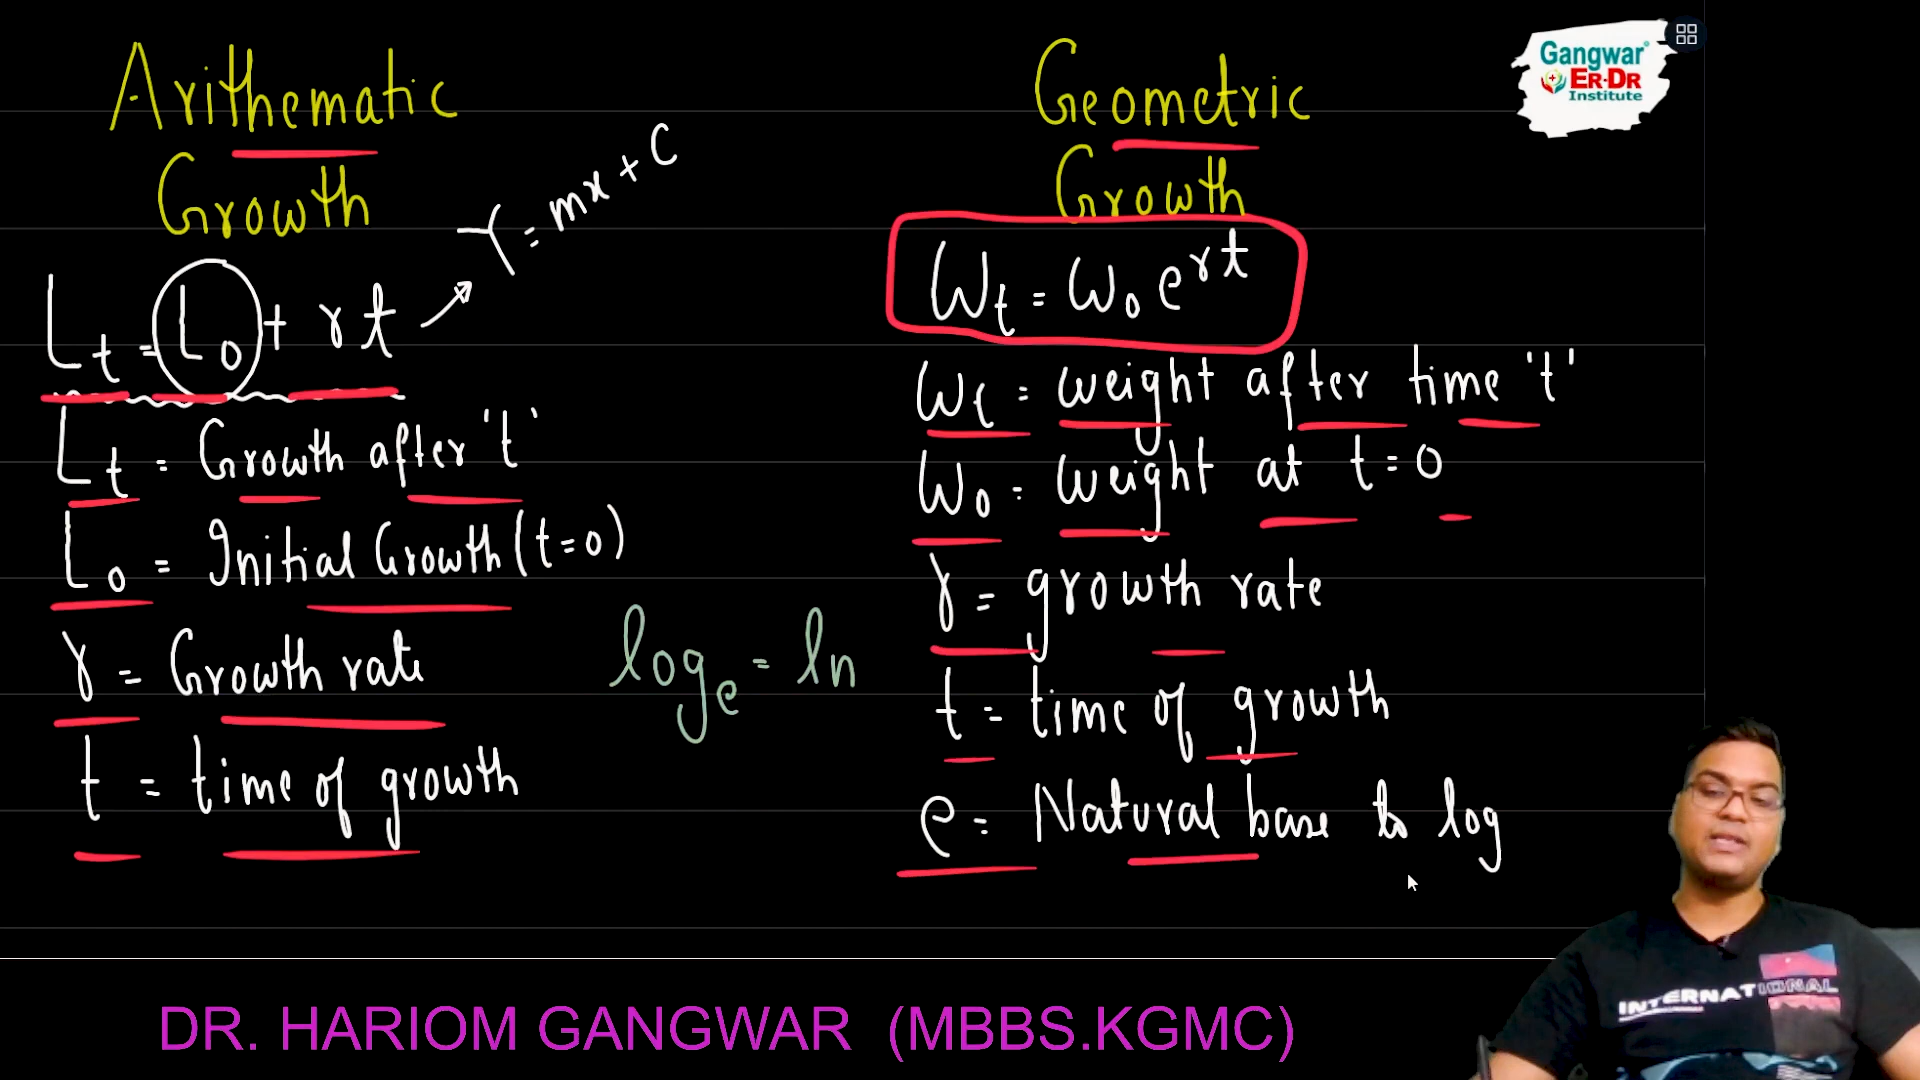 Arithematic
Growth
Lt = Lo + rt
Y = mx + C
Lt = Growth after 't'
Lo = Initial Growth (t=0)
r = Growth rate
t = time of growth
loge = ln
Geometric
Growth
Wt = Wo e^rt
Wt = weight after time 't'
Wo = weight at t = 0
r = growth rate
t = time of growth
e = Natural base to log
Gangwar
ER-DR
Institute
INTERNATIONAL
DR. HARIOM GANGWAR (MBBS.KGMC)